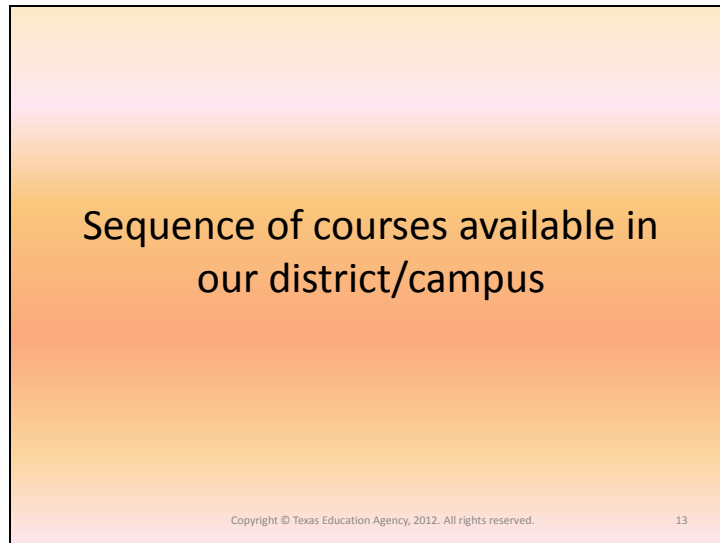 Sequence of courses available in
our district/campus
Copyright © Texas Education Agency, 2012. All rights reserved. 13